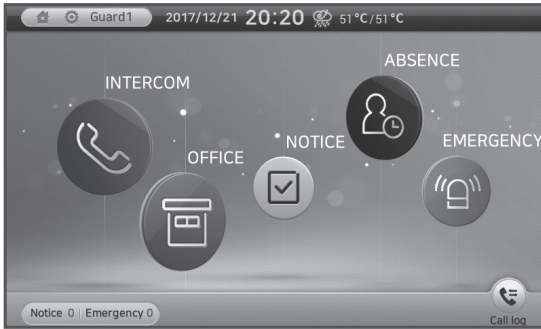 Guard1 2017/12/21 20:20 51°C/51°C
ABSENCE
INTERCOM
NOTICE
EMERGENCY
OFFICE
Notice 0 | Emergency 0
Call log